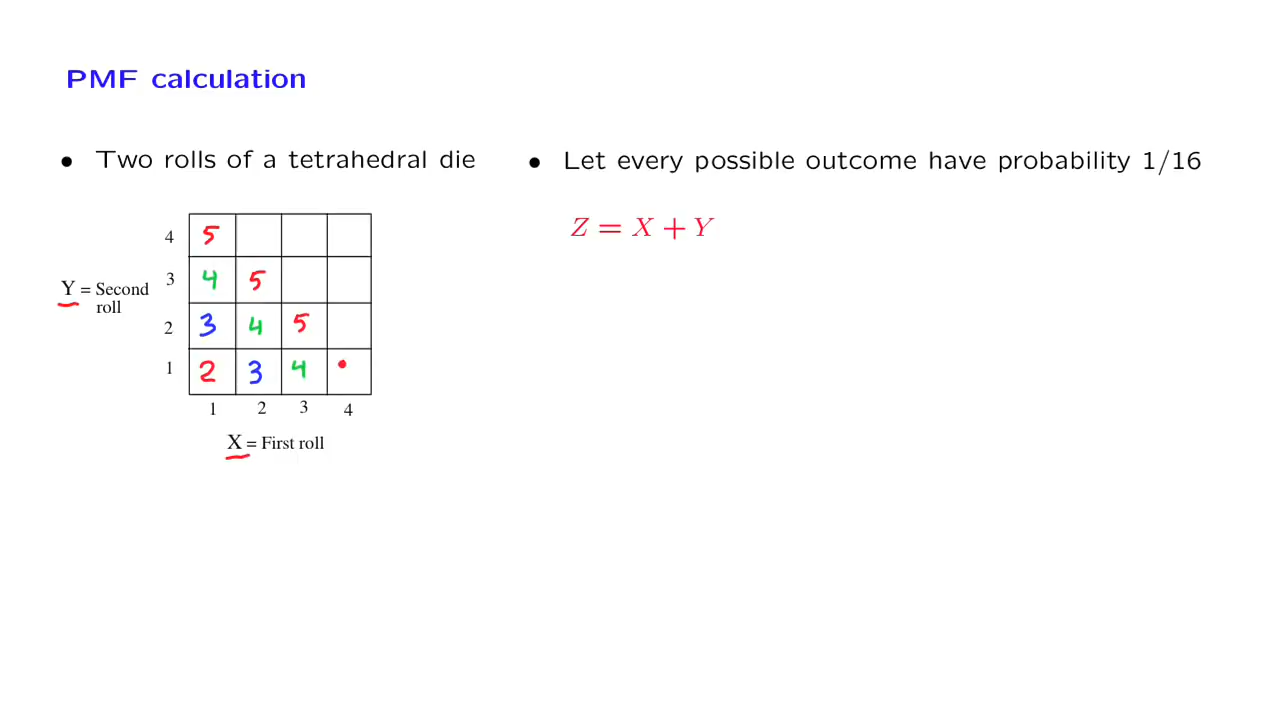 PMF calculation
• Two rolls of a tetrahedral die
• Let every possible outcome have probability 1/16
Z = X + Y
4 5
3 4 5
Y = Second
roll
2 3 4 5
1 2 3 4
1 2 3 4
X = First roll